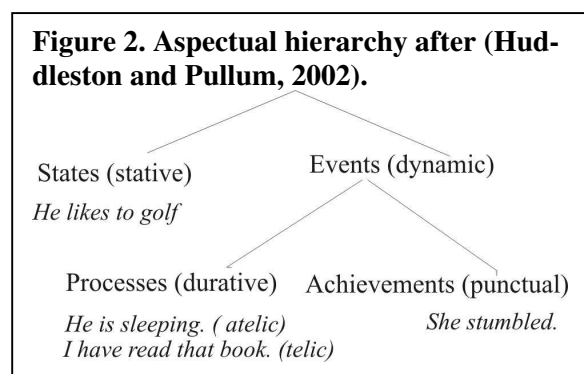 Figure 2. Aspectual hierarchy after (Hud-
dleston and Pullum, 2002).
States (stative)
Events (dynamic)
He likes to golf
Processes (durative)
Achievements (punctual)
He is sleeping. ( atelic)
She stumbled.
I have read that book. (telic)